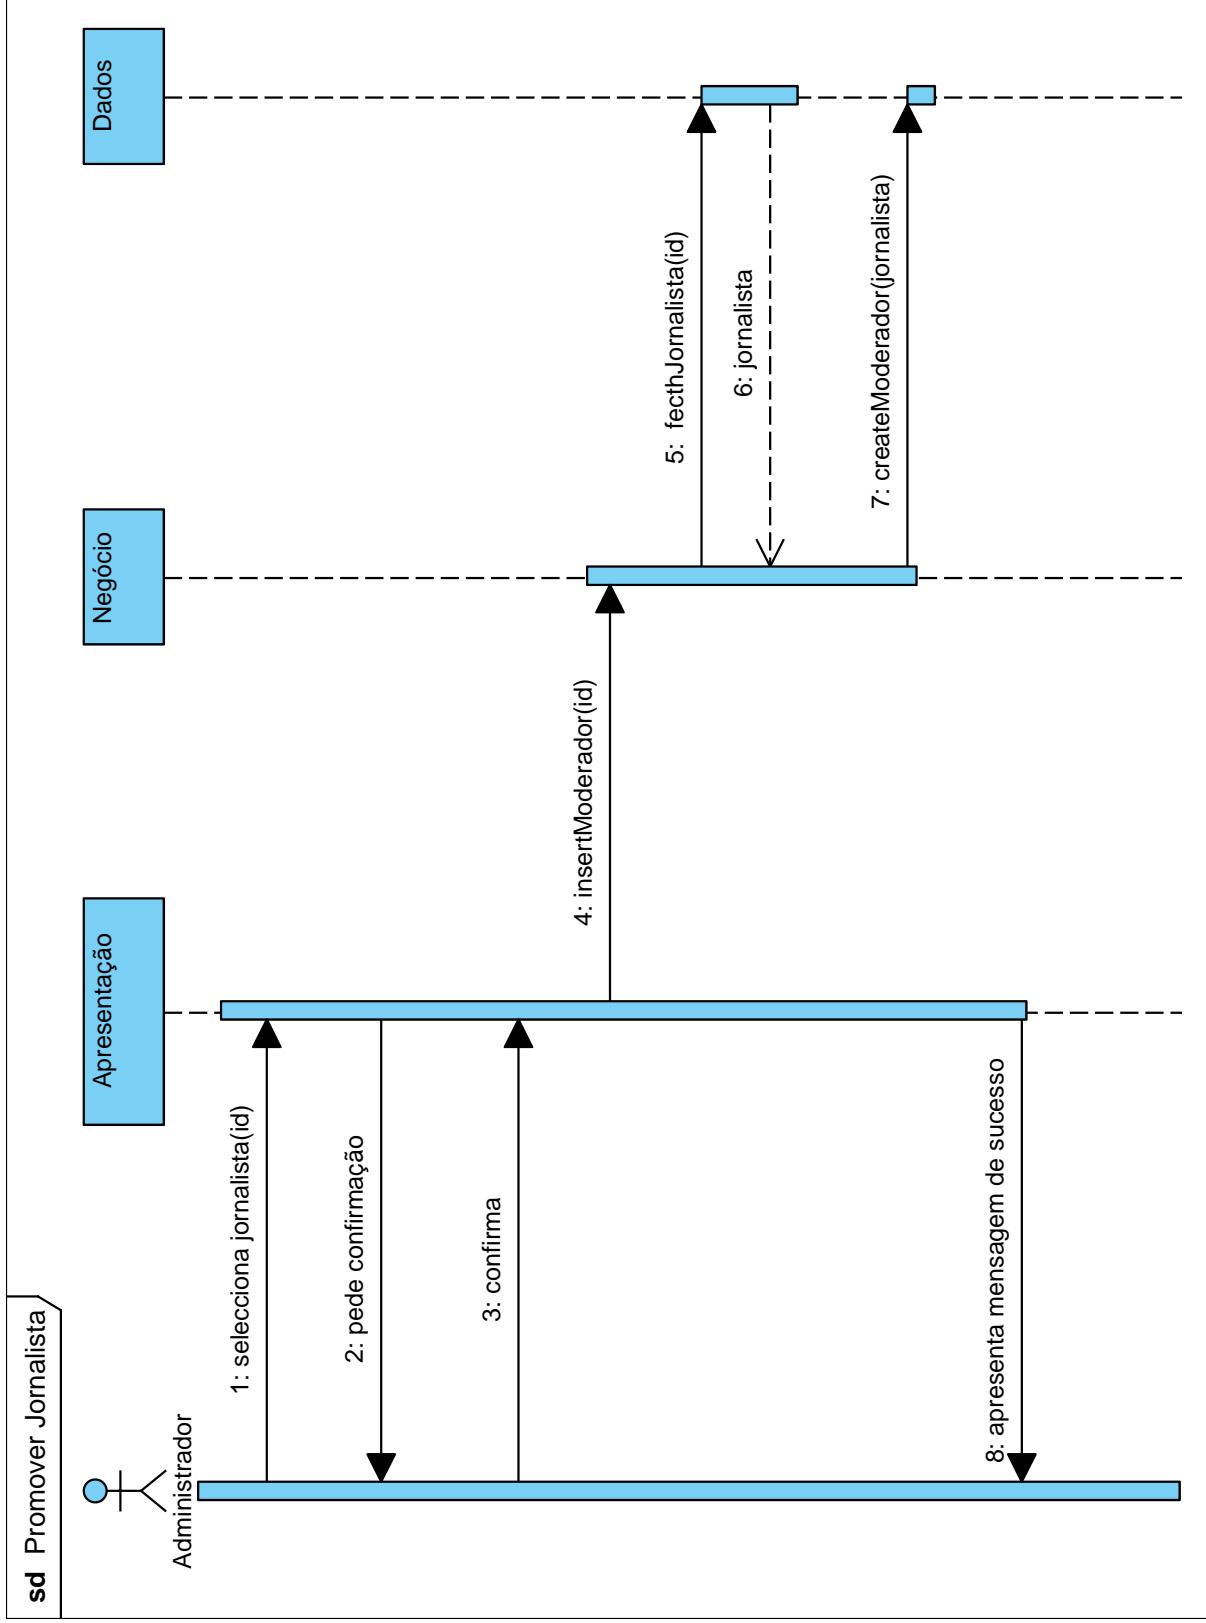 sd Promover Jornalista
Administrador
Apresentação
Negócio
Dados
1: selecciona jornalista(id)
2: pede confirmação
3: confirma
4: insertModerador(id)
5: fecthJornalista(id)
6: jornalista
7: createModerador(jornalista)
8: apresenta mensagem de sucesso